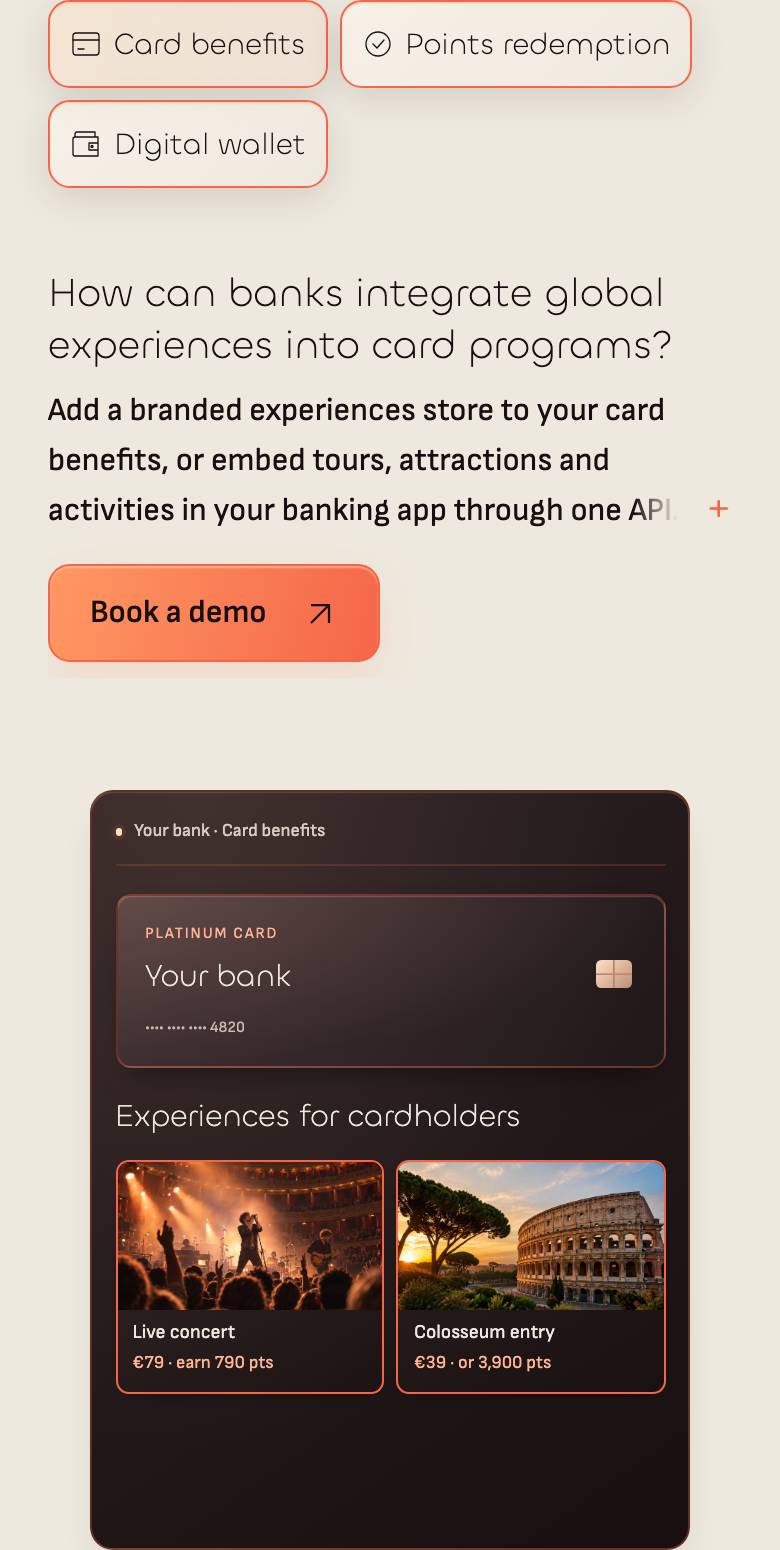 Card benefits
Points redemption
Digital wallet
How can banks integrate global
experiences into card programs?
Add a branded experiences store to your card
benefits, or embed tours, attractions and
activities in your banking app through one API.
Book a demo
Your bank · Card benefits
PLATINUM CARD
Your bank
•••• •••• •••• 4820
Experiences for cardholders
Live concert
€79 · earn 790 pts
Colosseum entry
€39 · or 3,900 pts